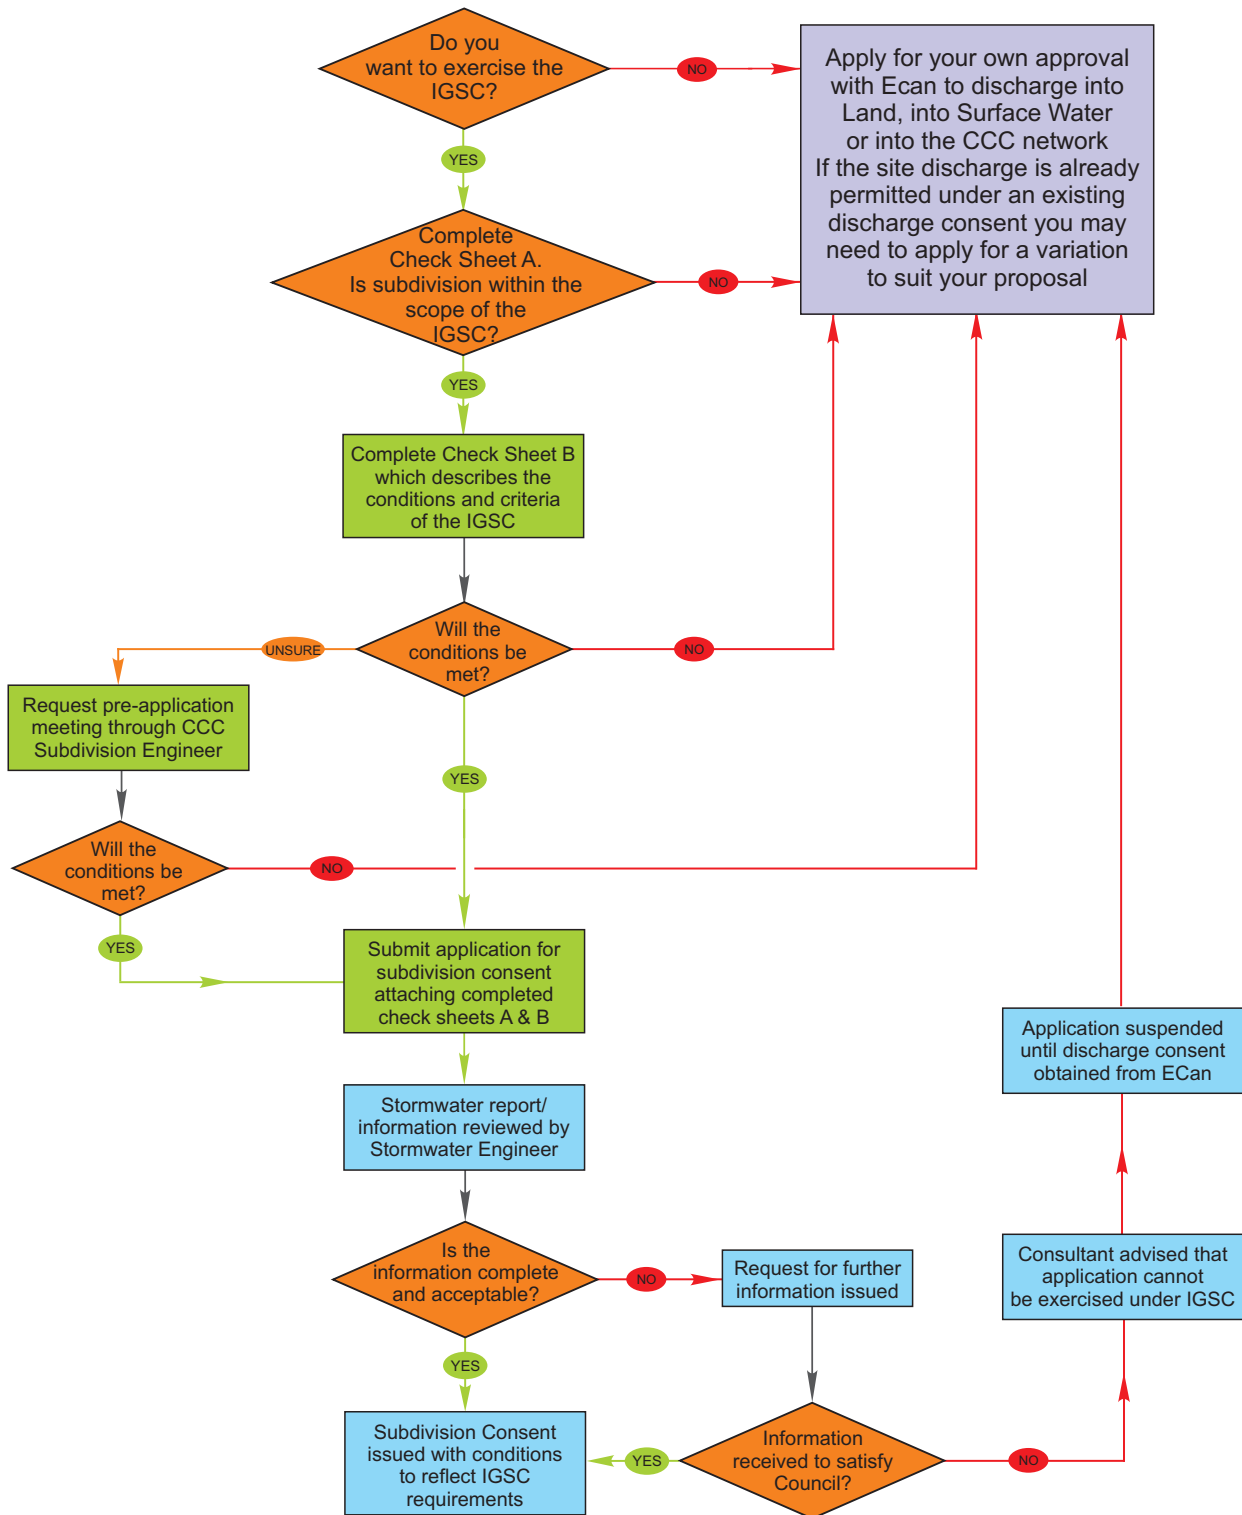 Do you
want to exercise the
IGSC?
NO
Apply for your own approval
with Ecan to discharge into
Land, into Surface Water
or into the CCC network
If the site discharge is already
permitted under an existing
discharge consent you may
need to apply for a variation
to suit your proposal
YES
Complete
Check Sheet A.
Is subdivision within the
scope of the
IGSC?
NO
YES
Complete Check Sheet B
which describes the
conditions and criteria
of the IGSC
Will the
conditions be
met?
UNSURE
NO
Request pre-application
meeting through CCC
Subdivision Engineer
YES
Will the
conditions be
met?
NO
YES
Submit application for
subdivision consent
attaching completed
check sheets A & B
Stormwater report/
information reviewed by
Stormwater Engineer
Is the
information complete
and acceptable?
NO
Request for further
information issued
YES
Subdivision Consent
issued with conditions
to reflect IGSC
requirements
YES
Information
received to satisfy
Council?
NO
Consultant advised that
application cannot
be exercised under IGSC
Application suspended
until discharge consent
obtained from ECan